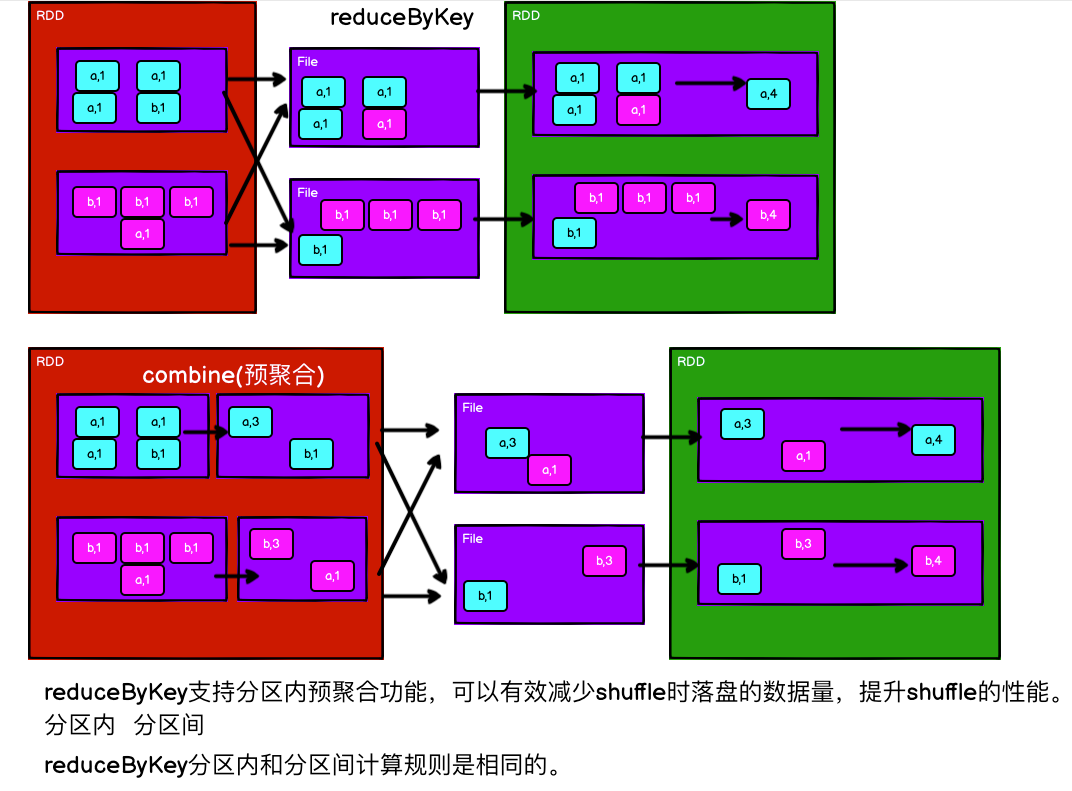 reduceByKey
RDD
a,1 a,1
a,1 b,1
b,1 b,1 b,1
a,1
File
a,1 a,1
a,1 a,1
File
b,1 b,1 b,1
b,1
RDD
a,1 a,1
a,1 a,1
a,4
b,1 b,1 b,1
b,1
b,4
RDD
combine(预聚合)
a,1 a,1
a,1 b,1
a,3
b,1
b,1 b,1 b,1
a,1
b,3
a,1
File
a,3
a,1
File
b,3
b,1
RDD
a,3
a,1
a,4
b,3
b,1
b,4
reduceByKey支持分区内预聚合功能，可以有效减少shuffle时落盘的数据量，提升shuffle的性能。
分区内 分区间
reduceByKey分区内和分区间计算规则是相同的。